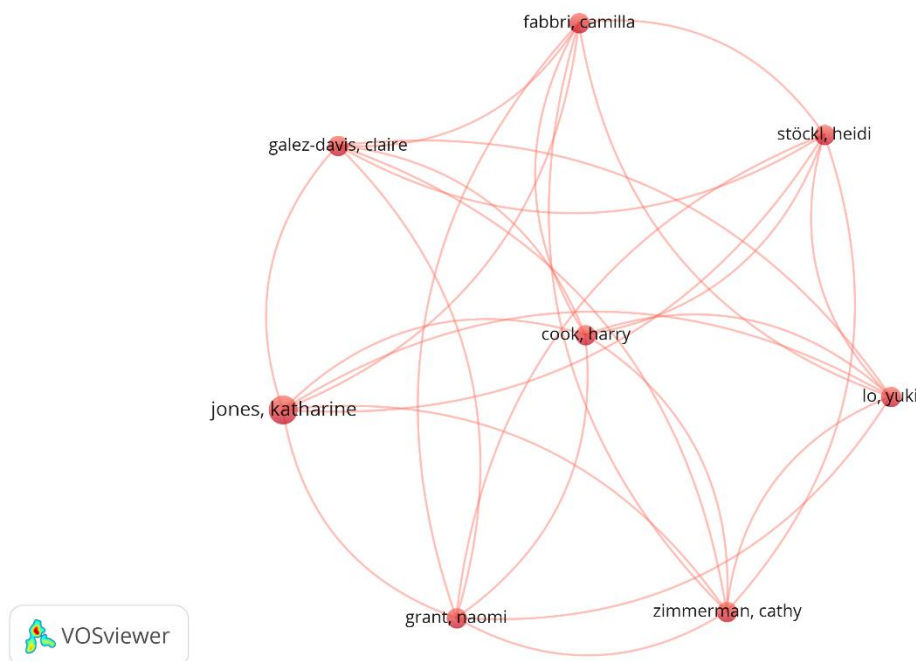 fabbri, camilla
stöckl, heidi
galez-davis, claire
cook, harry
lo, yuki
jones, katharine
grant, naomi
zimmerman, cathy
VOSviewer